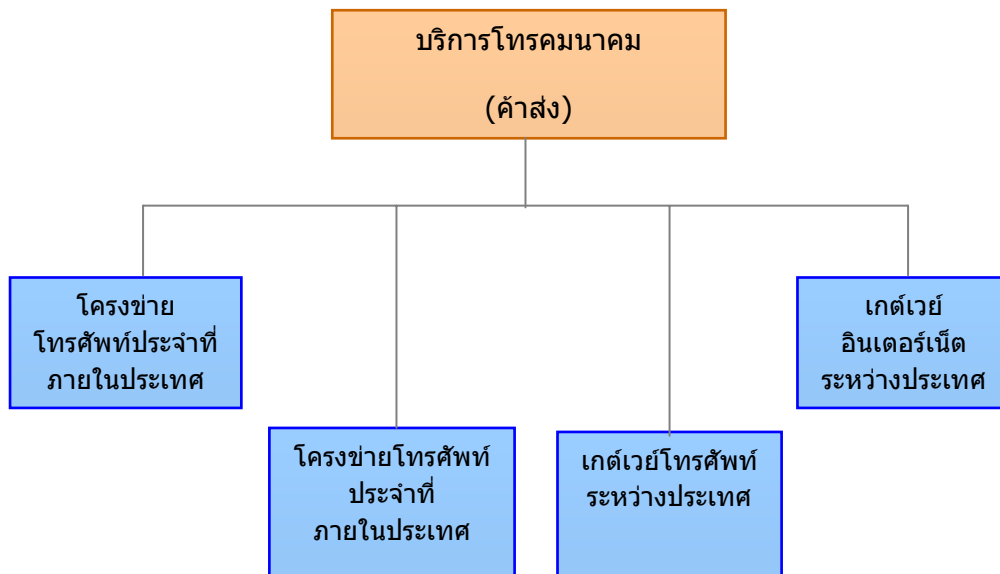 บริการโทรคมนาคม
(ค้าส่ง)
โครงข่าย
โทรศัพท์ประจำที่
ภายในประเทศ
โครงข่ายโทรศัพท์
ประจำที่
ภายในประเทศ
เกต์เวย์โทรศัพท์
ระหว่างประเทศ
เกต์เวย์
อินเตอร์เน็ต
ระหว่างประเทศ